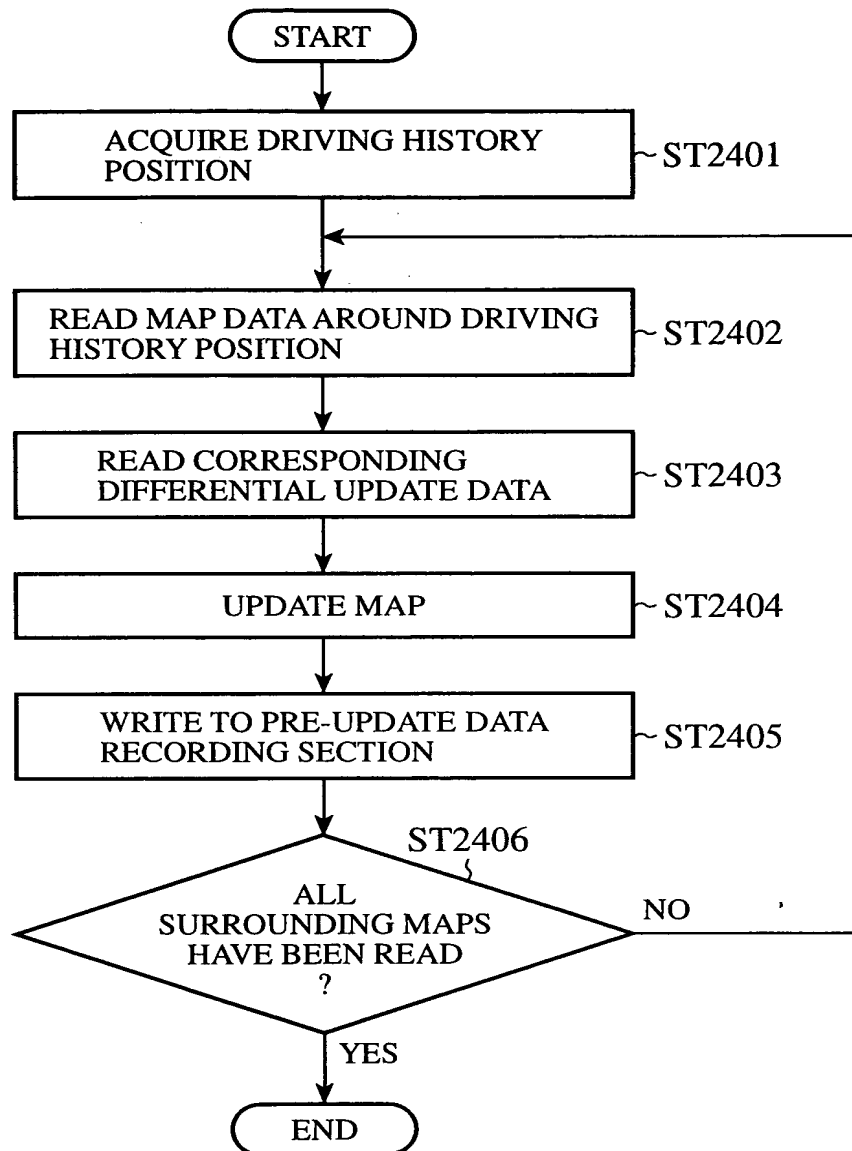 START
ACQUIRE DRIVING HISTORY
POSITION
ST2401
READ MAP DATA AROUND DRIVING
HISTORY POSITION
ST2402
READ CORRESPONDING
DIFFERENTIAL UPDATE DATA
ST2403
UPDATE MAP
ST2404
WRITE TO PRE-UPDATE DATA
RECORDING SECTION
ST2405
ST2406
ALL
SURROUNDING MAPS
HAVE BEEN READ
?
NO
YES
END